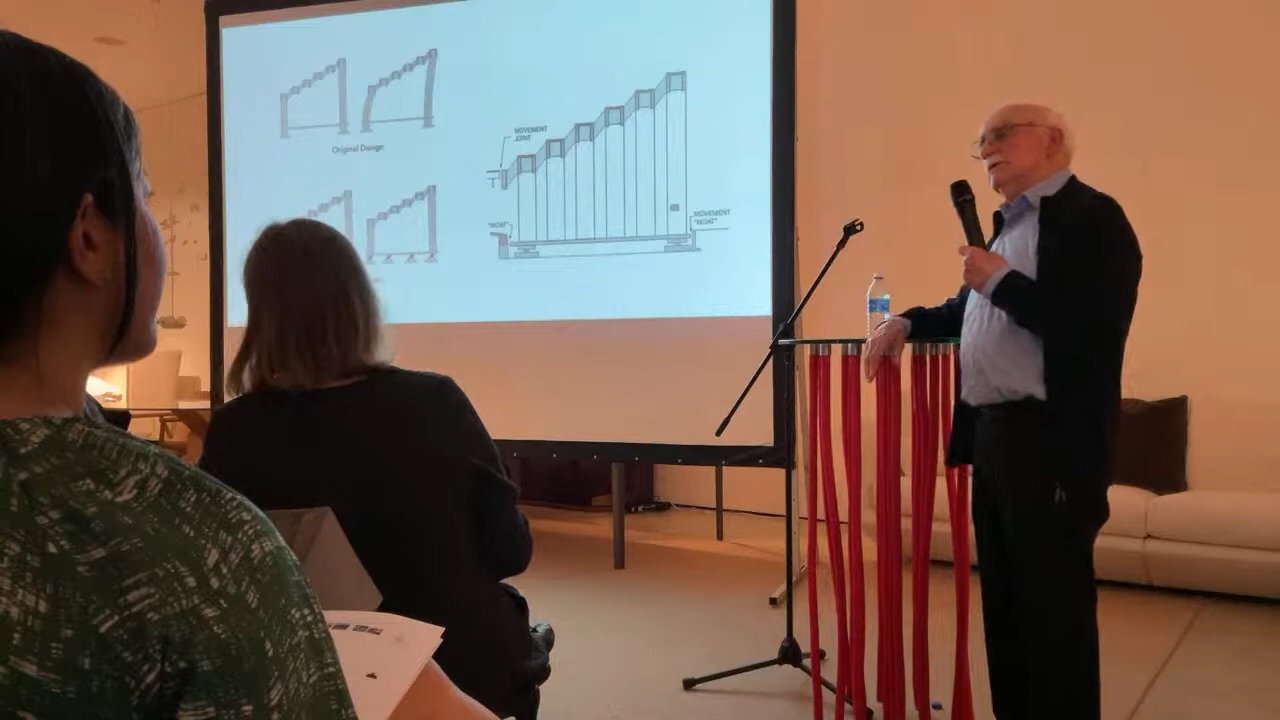 MOVEMENT
JOINT
Original Design
"MOAT"
MOVEMENT
"MOAT"